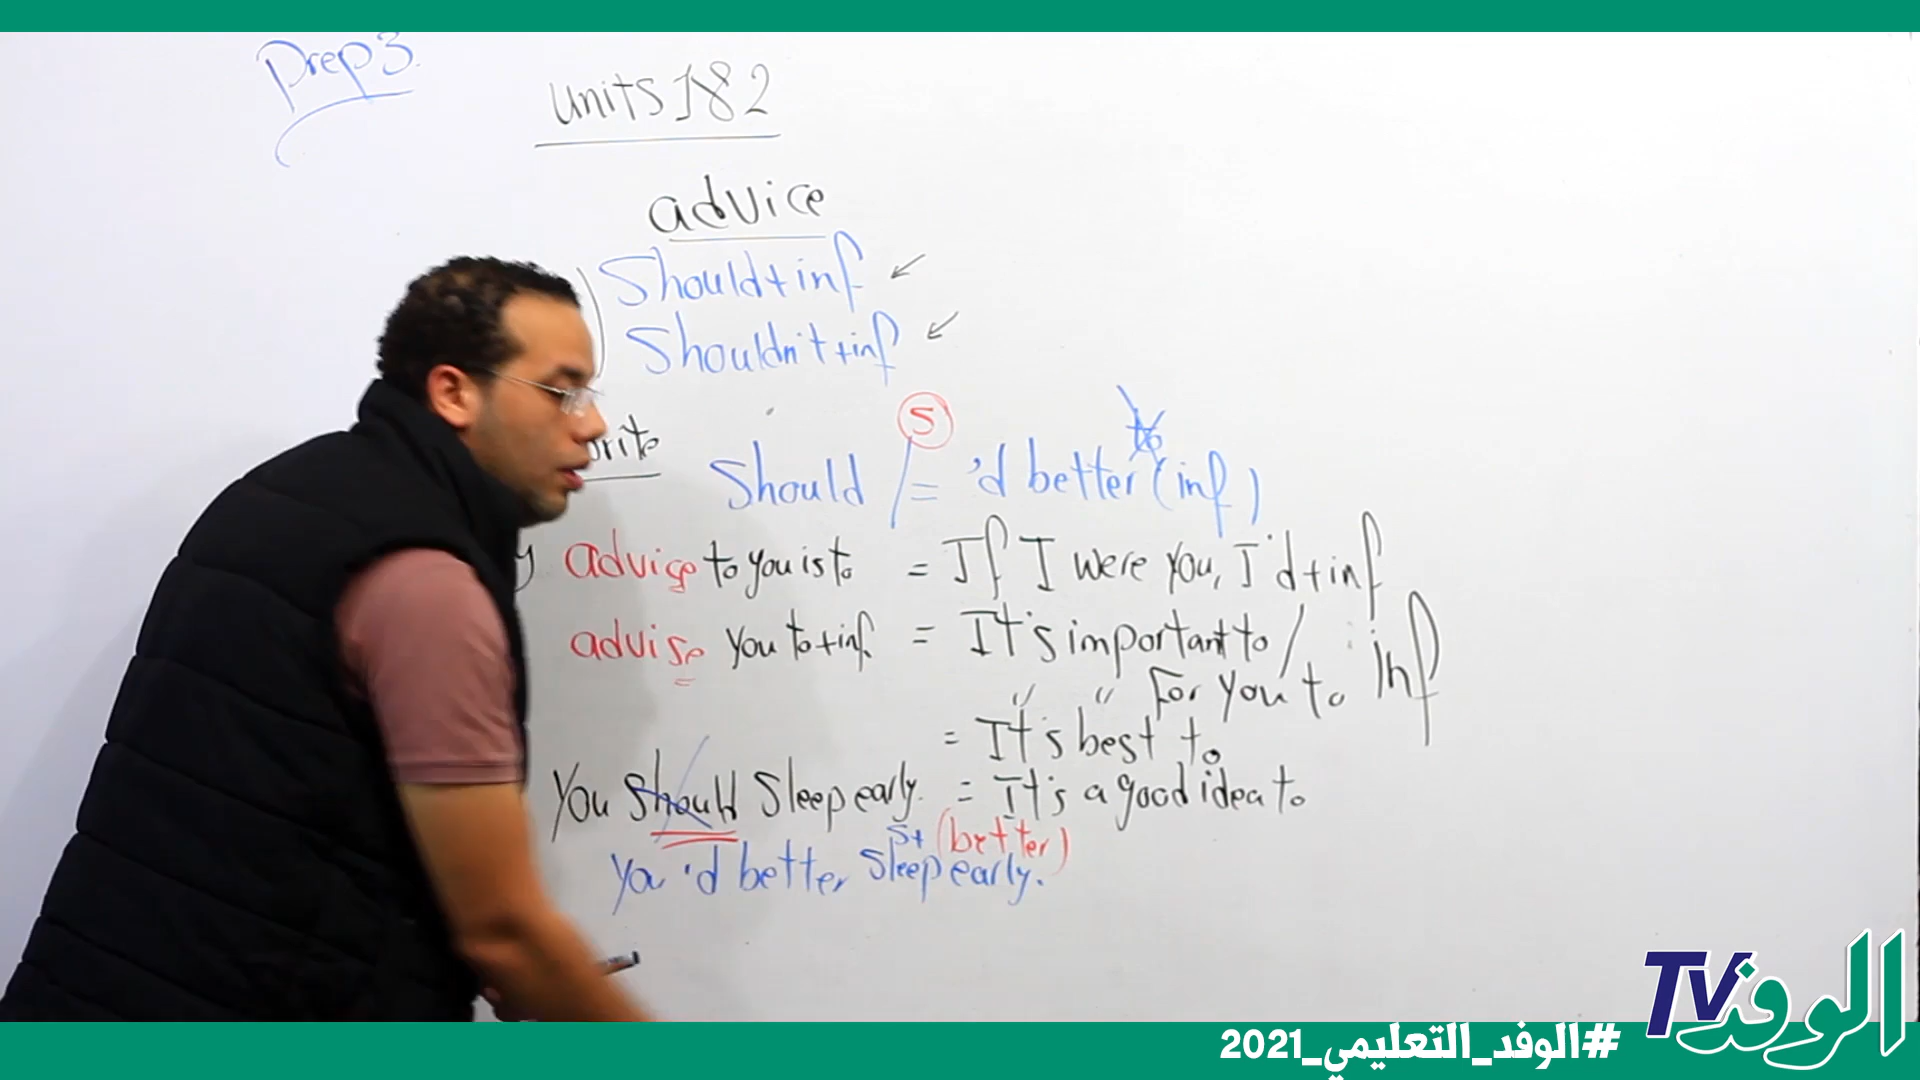 Prep3.
Units 1&2
advice
Should + inf
Shouldn't + inf
S
to
Should / = 'd better (inf)
advice to you is to = If I were you, I'd + inf
advise you to + inf = It's important to / inf
" " For you to
= It's best to
You should sleep early. = It's a good idea to
St (better)
You 'd better sleep early.
TV الوفد
#الوفد_التعليمي_2021